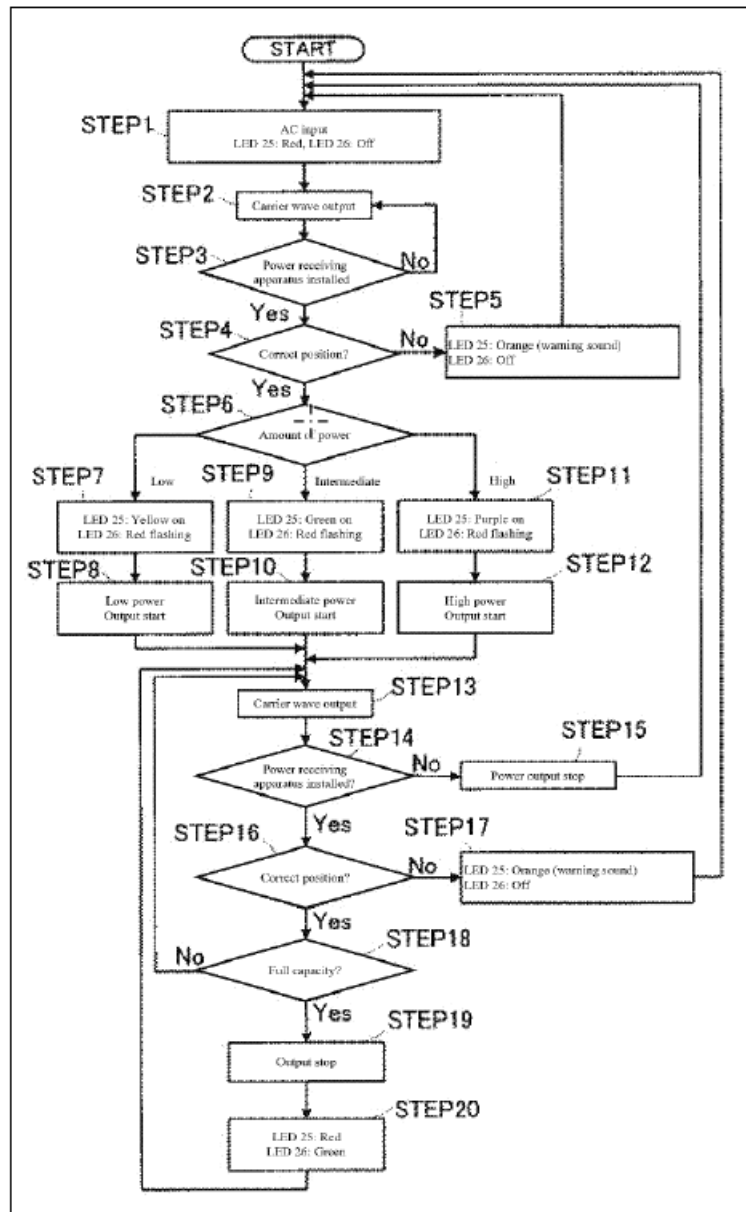 START
STEP1
AC input
LED 25: Red, LED 26: Off
STEP2
Carrier wave output
STEP3
Power receiving
apparatus installed
No
Yes
STEP4
Correct position?
No
STEP5
LED 25: Orange (warning sound)
LED 26: Off
Yes
STEP6
Amount of power
Low
Intermediate
High
STEP7
LED 25: Yellow on
LED 26: Red flashing
STEP9
LED 25: Green on
LED 26: Red flashing
STEP11
LED 25: Purple on
LED 26: Red flashing
STEP8
Low power
Output start
STEP10
Intermediate power
Output start
STEP12
High power
Output start
STEP13
Carrier wave output
STEP14
Power receiving
apparatus installed?
No
STEP15
Power output stop
Yes
STEP16
Correct position?
No
STEP17
LED 25: Orange (warning sound)
LED 26: Off
Yes
STEP18
Full capacity?
No
Yes
STEP19
Output stop
STEP20
LED 25: Red
LED 26: Green